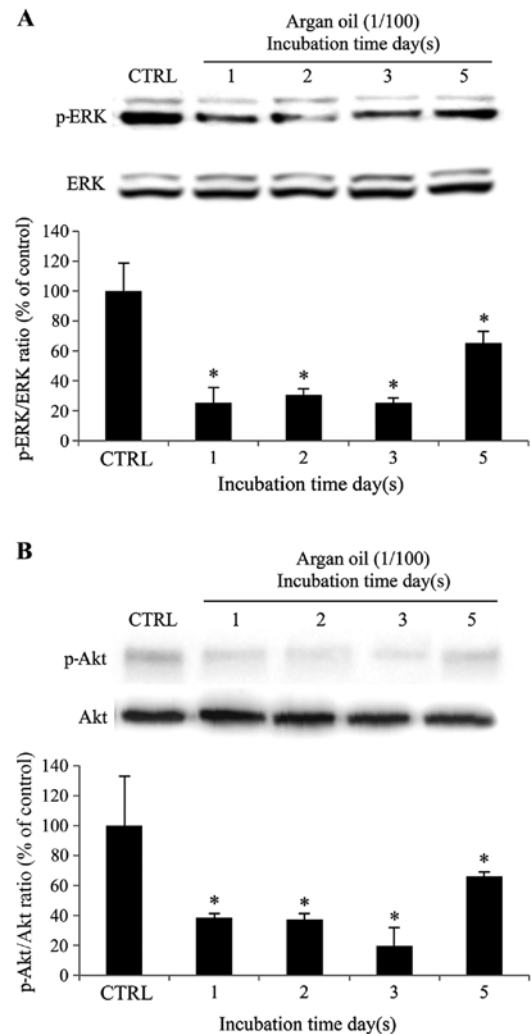 A
Argan oil (1/100)
Incubation time day(s)
CTRL 1 2 3 5
p-ERK
ERK
p-ERK/ERK ratio (% of control)
140
120
100
80
60
40
20
0
* * * *
CTRL 1 2 3 5
Incubation time day(s)
B
Argan oil (1/100)
Incubation time day(s)
CTRL 1 2 3 5
p-Akt
Akt
p-Akt/Akt ratio (% of control)
140
120
100
80
60
40
20
0
* * * *
CTRL 1 2 3 5
Incubation time day(s)